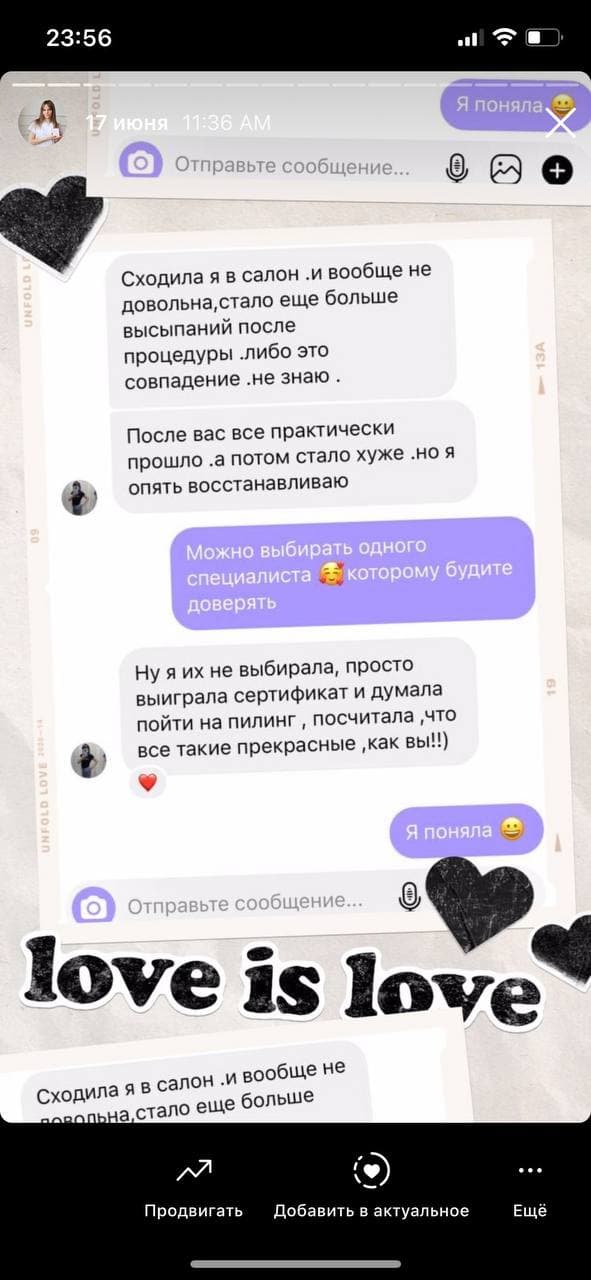 23:56
17 июня 11:36 AM
Я поняла 😀
Отправьте сообщение...
Сходила я в салон .и вообще не
довольна,стало еще больше
высыпаний после
процедуры .либо это
совпадение .не знаю .
13A
После вас все практически
прошло .а потом стало хуже .но я
опять восстанавливаю
09
Можно выбирать одного
специалиста 🥰которому будите
доверять
Ну я их не выбирала, просто
выиграла сертификат и думала
пойти на пилинг , посчитала ,что
все такие прекрасные ,как вы!!)
❤️
19
UNFOLD LOVE
Я поняла 😀
Отправьте сообщение...
love is love
Сходила я в салон .и вообще не
довольна,стало еще больше
Продвигать
Добавить в актуальное
Ещё